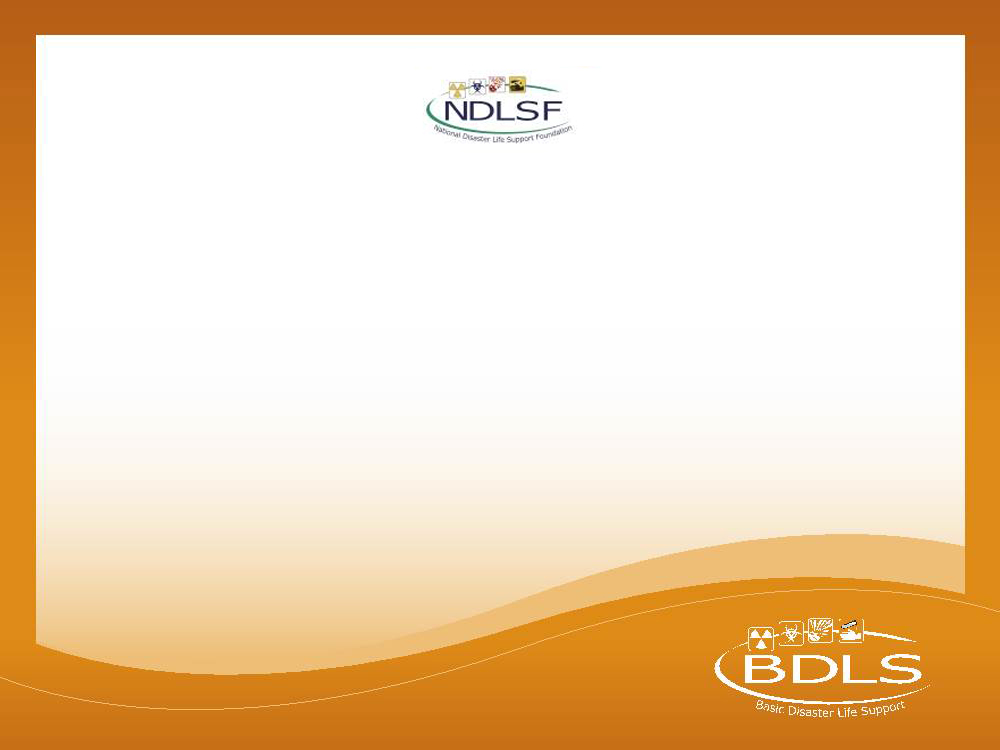 NDLSF
National Disaster Life Support Foundation
BDLS
Basic Disaster Life Support